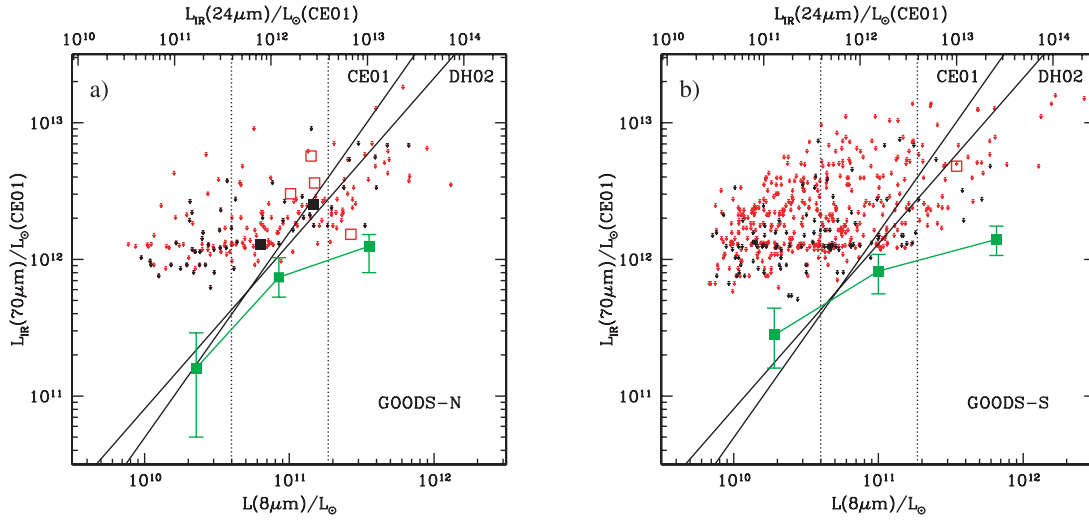 L_IR(24μm)/L_⊙(CE01)
10^10 10^11 10^12 10^13 10^14
a)
CE01
DH02
10^13
10^12
10^11
L_IR(70μm)/L_⊙(CE01)
GOODS-N
10^10 10^11 10^12
L(8μm)/L_⊙
L_IR(24μm)/L_⊙(CE01)
10^10 10^11 10^12 10^13 10^14
b)
CE01
DH02
10^13
10^12
10^11
L_IR(70μm)/L_⊙(CE01)
GOODS-S
10^10 10^11 10^12
L(8μm)/L_⊙